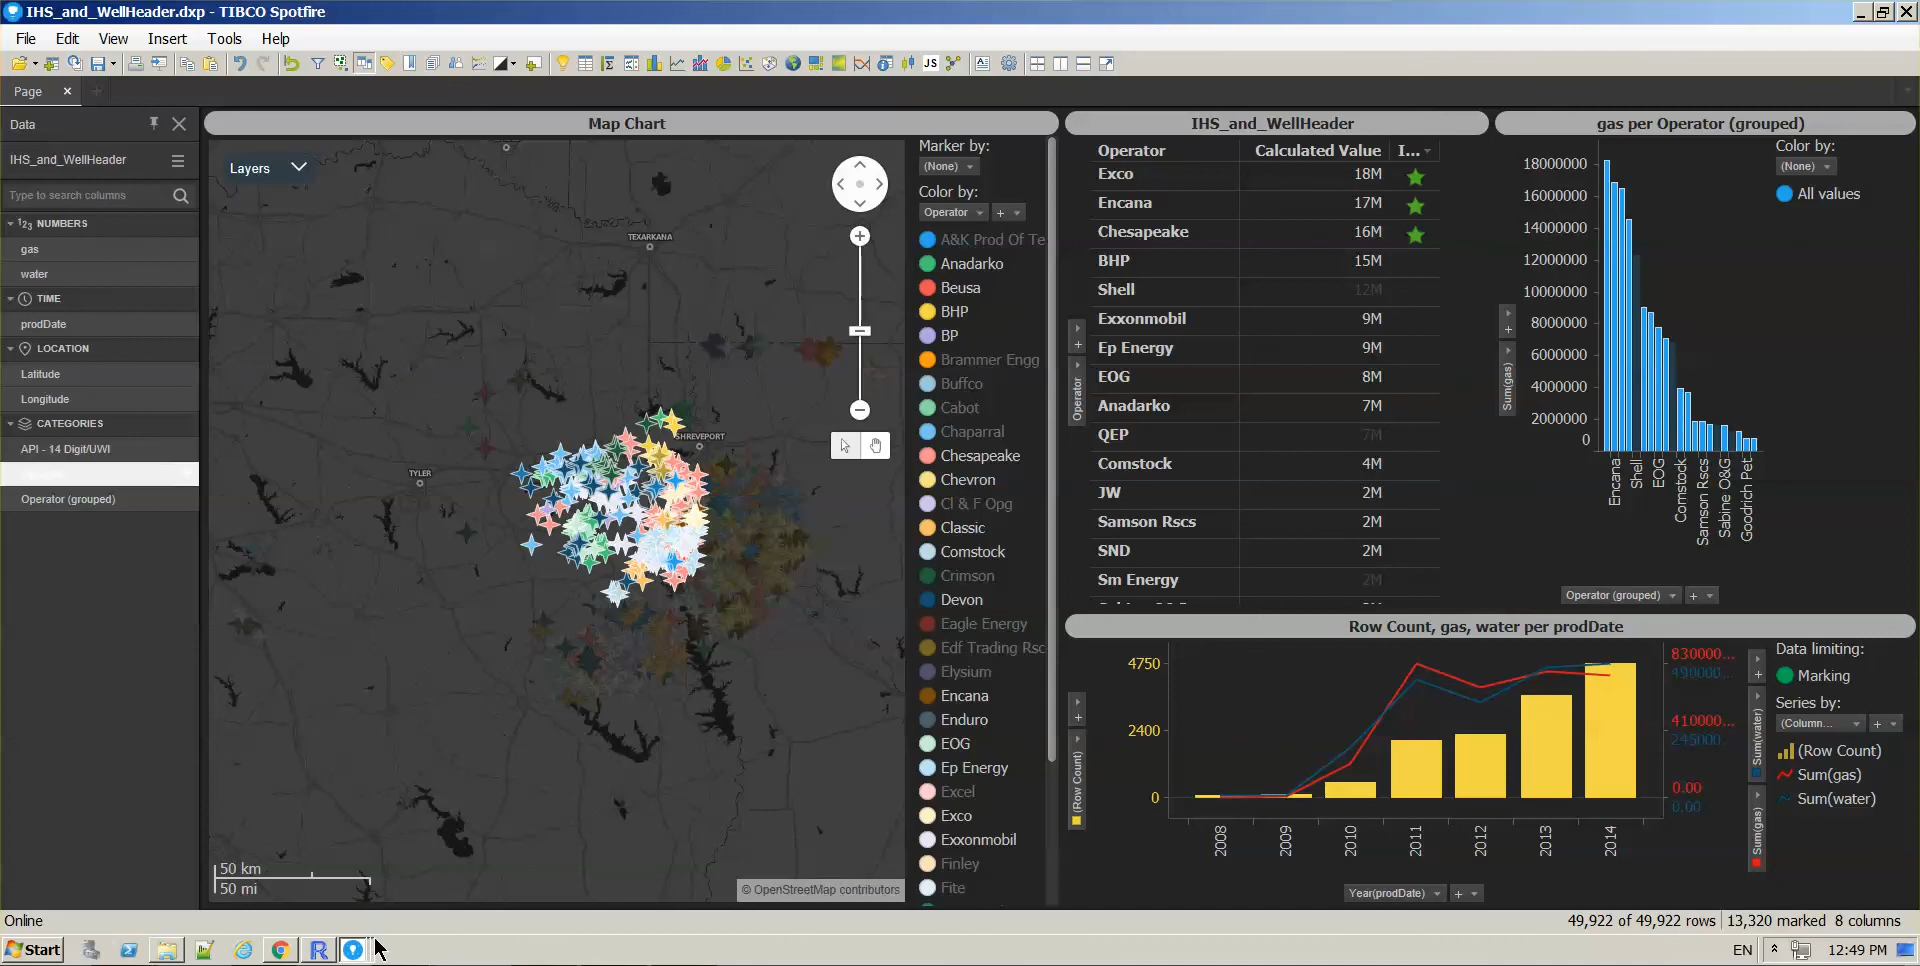 IHS_and_WellHeader.dxp - TIBCO Spotfire
File Edit View Insert Tools Help
JS
Page
Data
IHS_and_WellHeader
Type to search columns
123 NUMBERS
gas
water
TIME
prodDate
LOCATION
Latitude
Longitude
CATEGORIES
API - 14 Digit/UWI
Operator (grouped)
Map Chart
Layers
TEXARKANA
SHREVEPORT
TYLER
50 km
50 mi
© OpenStreetMap contributors
Marker by:
(None)
Color by:
Operator
+
A&K Prod Of Te
Anadarko
Beusa
BHP
BP
Brammer Engg
Buffco
Cabot
Chaparral
Chesapeake
Chevron
Cl & F Opg
Classic
Comstock
Crimson
Devon
Eagle Energy
Edf Trading Rsc
Elysium
Encana
Enduro
EOG
Ep Energy
Excel
Exco
Exxonmobil
Finley
Fite
IHS_and_WellHeader
Operator Calculated Value I...
Exco 18M
Encana 17M
Chesapeake 16M
BHP 15M
Shell 12M
Exxonmobil 9M
Ep Energy 9M
EOG 8M
Anadarko 7M
QEP 7M
Comstock 4M
JW 2M
Samson Rscs 2M
SND 2M
Sm Energy 2M
+
Operator
gas per Operator (grouped)
Color by:
(None)
All values
18000000
16000000
14000000
12000000
10000000
8000000
6000000
4000000
2000000
0
+
Sum(gas)
Encana
Shell
EOG
Comstock
Samson Rscs
Sabine O&G
Goodrich Pet
Operator (grouped) +
Row Count, gas, water per prodDate
4750
2400
0
+
(Row Count)
830000...
490000...
410000...
245000...
0.00
0.00
+
Sum(water)
Sum(gas)
2008 2009 2010 2011 2012 2013 2014
Year(prodDate) +
Data limiting:
Marking
Series by:
(Column... +
(Row Count)
Sum(gas)
Sum(water)
Online
49,922 of 49,922 rows 13,320 marked 8 columns
Start
EN
12:49 PM